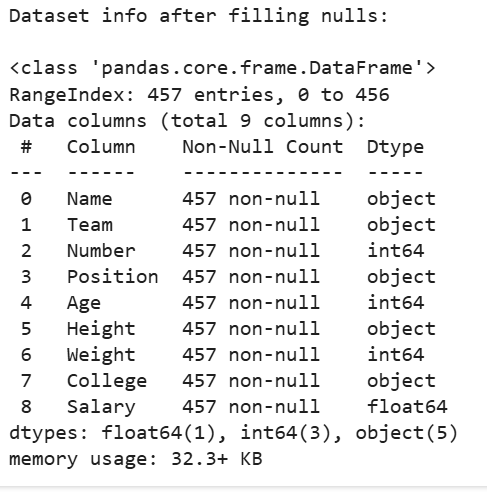 Dataset info after filling nulls:
<class 'pandas.core.frame.DataFrame'>
RangeIndex: 457 entries, 0 to 456
Data columns (total 9 columns):
 #   Column    Non-Null Count  Dtype
---  ------    --------------  -----
 0   Name      457 non-null    object
 1   Team      457 non-null    object
 2   Number    457 non-null    int64
 3   Position  457 non-null    object
 4   Age       457 non-null    int64
 5   Height    457 non-null    object
 6   Weight    457 non-null    int64
 7   College   457 non-null    object
 8   Salary    457 non-null    float64
dtypes: float64(1), int64(3), object(5)
memory usage: 32.3+ KB